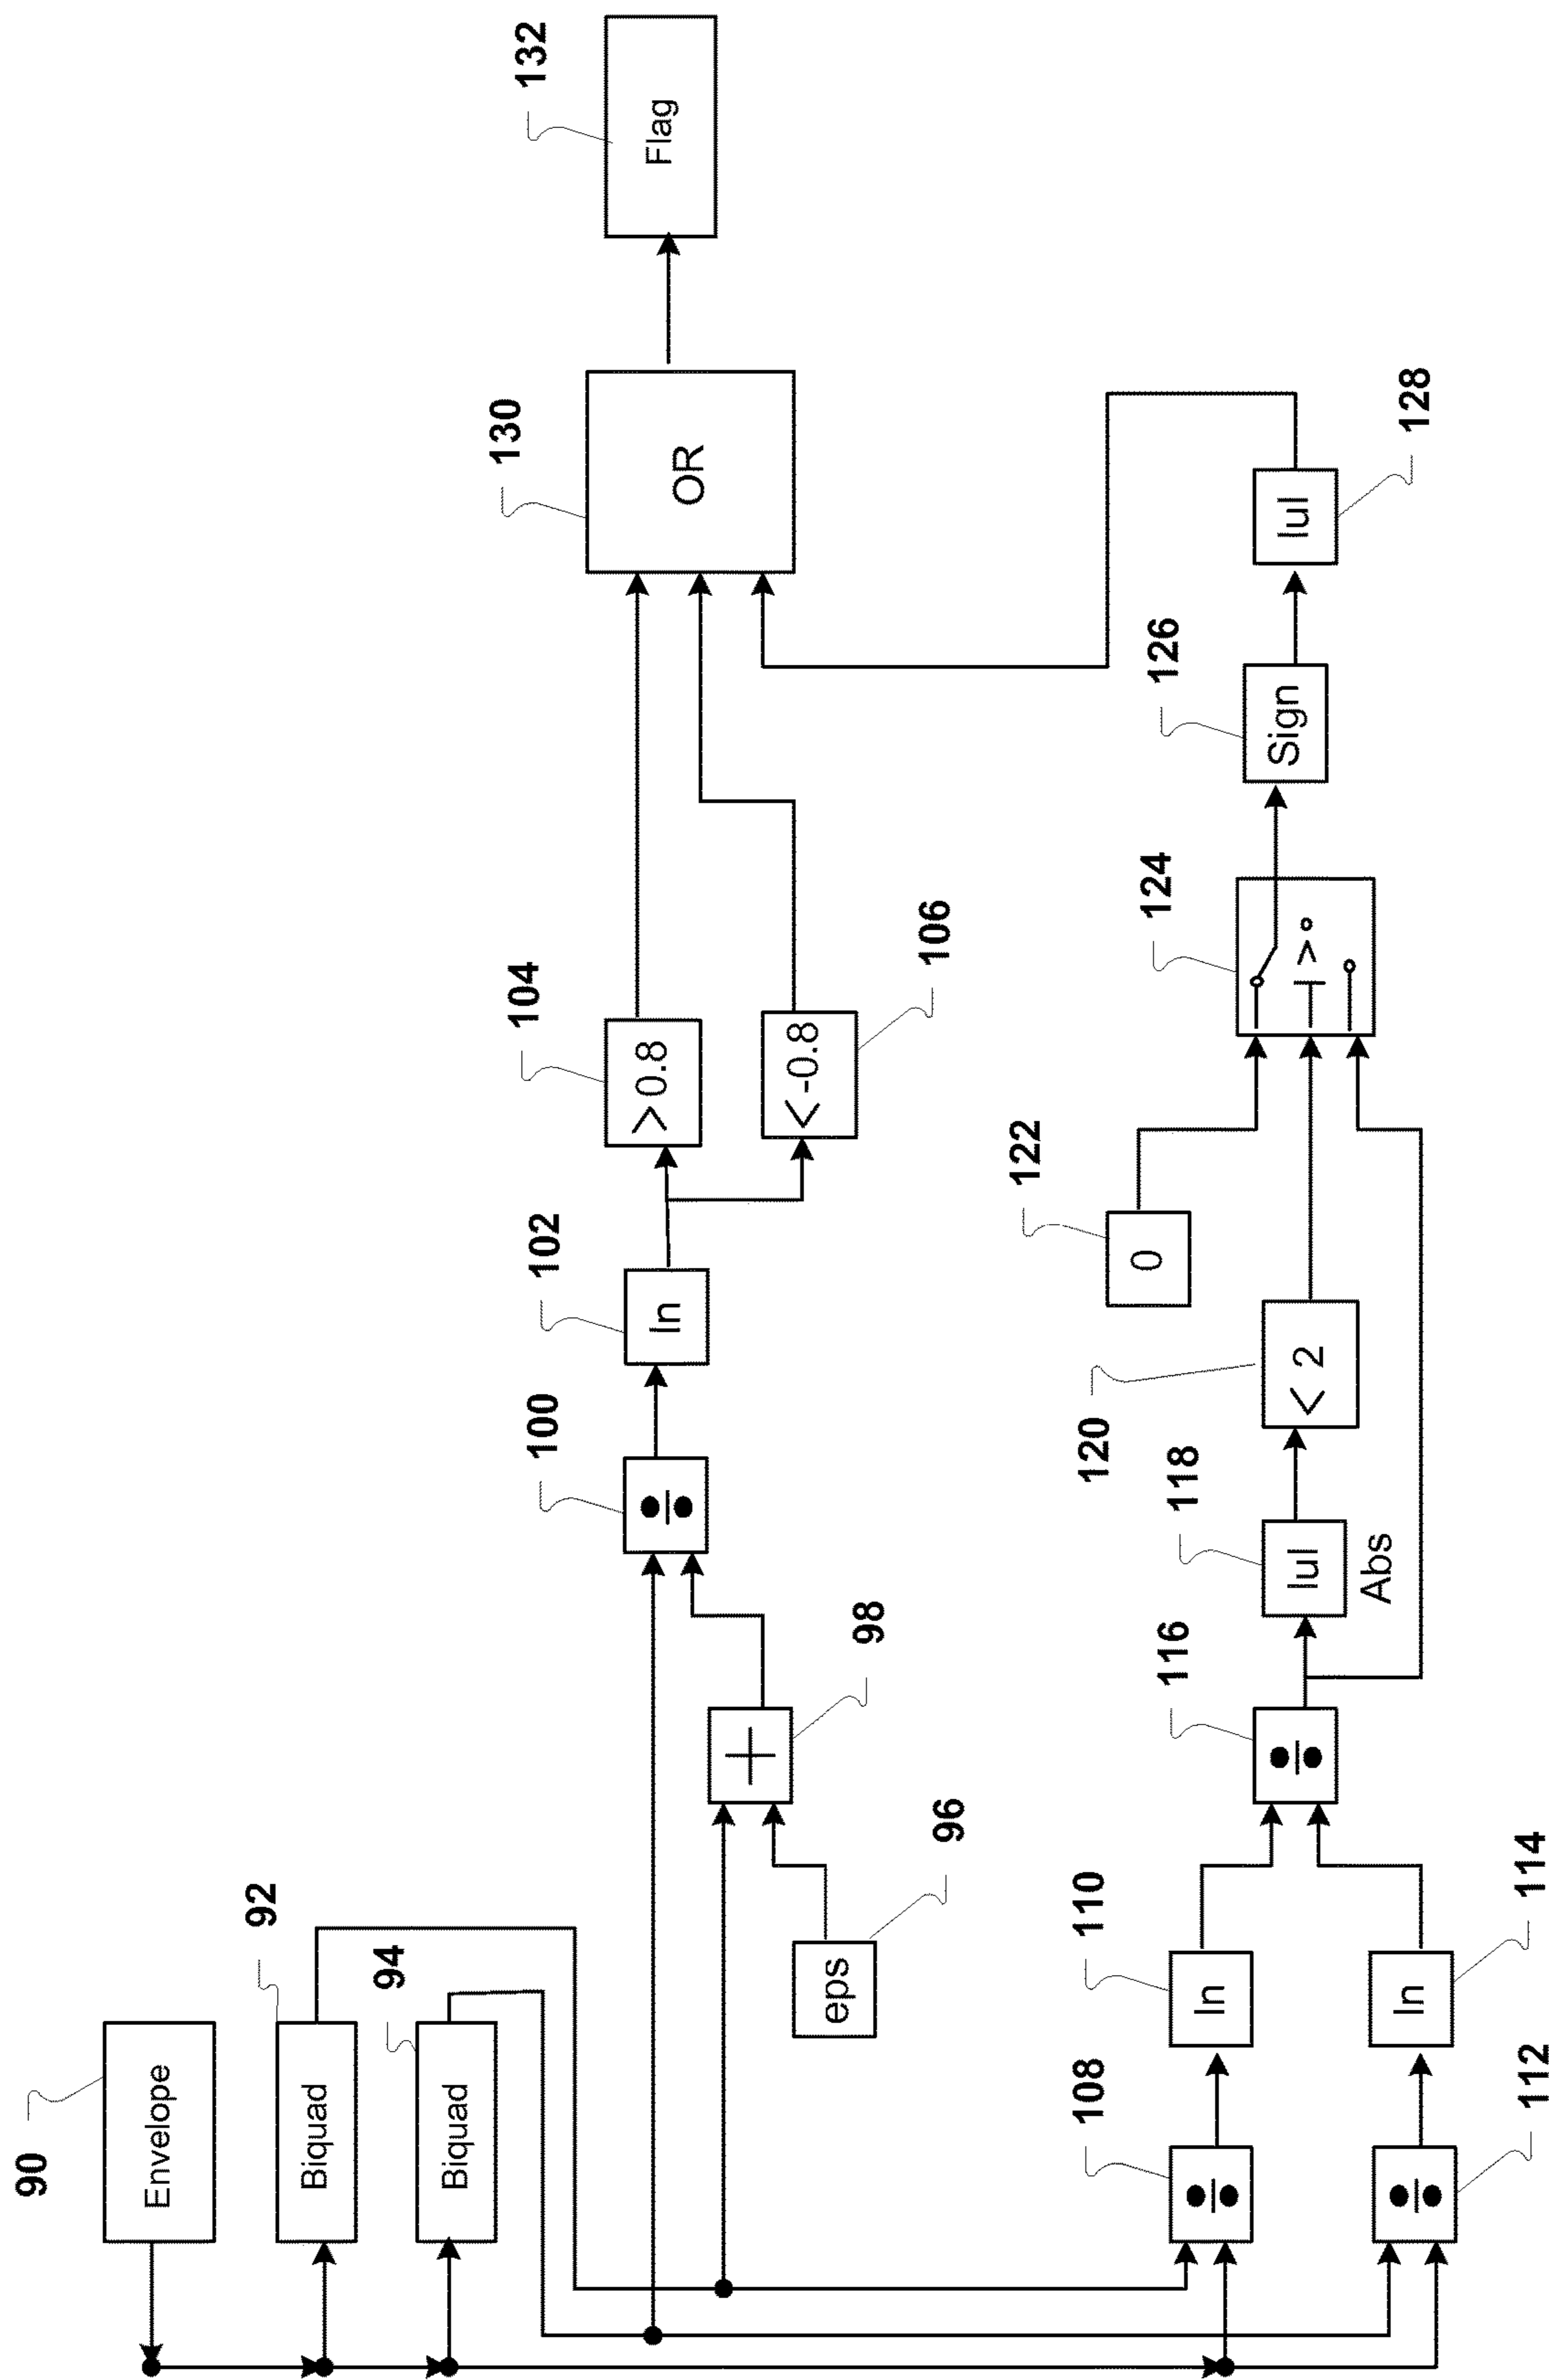 90
Envelope
92
Biquad
94
Biquad
96
eps
98
+
100
÷
102
ln
104
> 0.8
106
< -0.8
108
÷
110
ln
112
÷
114
ln
116
÷
118
|u|
Abs
120
< 2
122
0
124
>
126
Sign
128
|u|
130
OR
132
Flag